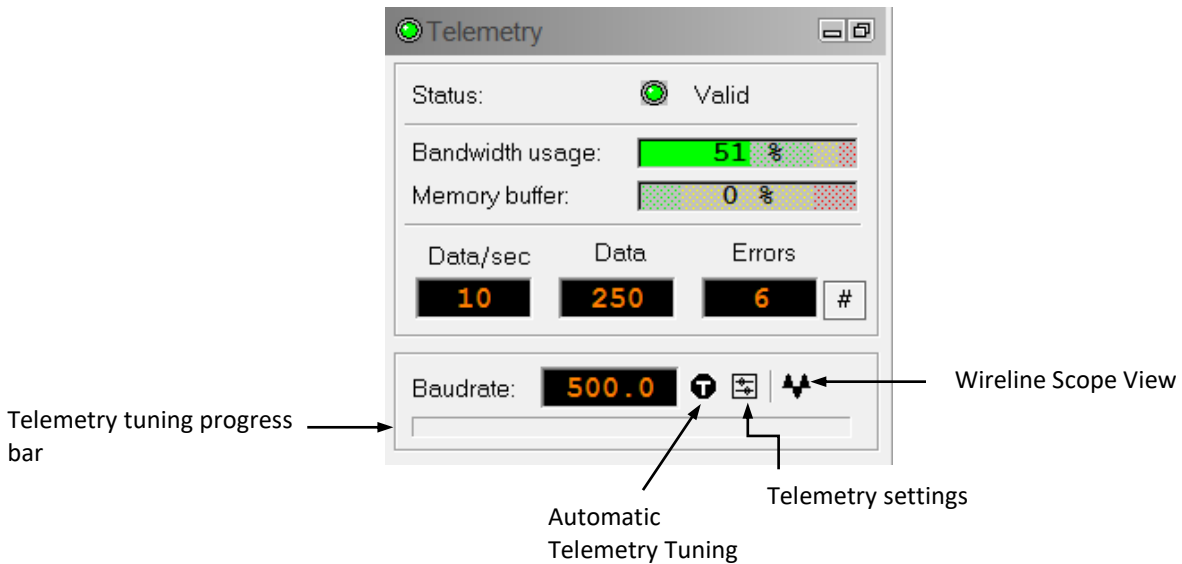 Telemetry
Status: Valid
Bandwidth usage: 51 %
Memory buffer: 0 %
Data/sec Data Errors
10 250 6 #
Baudrate: 500.0 T
Wireline Scope View
Telemetry tuning progress
bar
Telemetry settings
Automatic
Telemetry Tuning